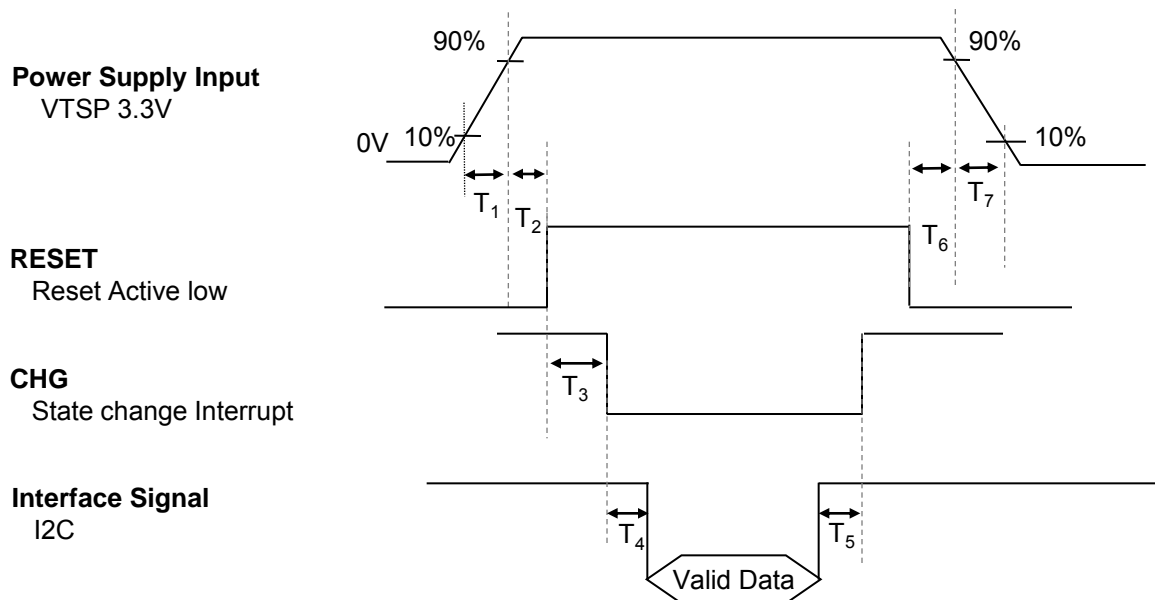 90%
90%
Power Supply Input
VTSP 3.3V
0V
10%
10%
T1
T2
T6
T7
RESET
Reset Active low
CHG
State change Interrupt
T3
Interface Signal
I2C
T4
T5
Valid Data